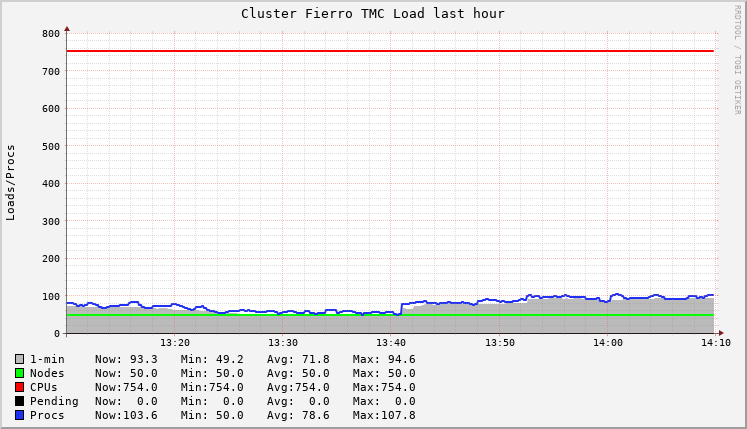 Cluster Fierro TMC Load last hour
RRDTOOL / TOBI OETIKER
Loads/Procs
800
700
600
500
400
300
200
100
0
13:20 13:30 13:40 13:50 14:00 14:10
1-min Now: 93.3 Min: 49.2 Avg: 71.8 Max: 94.6
Nodes Now: 50.0 Min: 50.0 Avg: 50.0 Max: 50.0
CPUs Now:754.0 Min:754.0 Avg:754.0 Max:754.0
Pending Now: 0.0 Min: 0.0 Avg: 0.0 Max: 0.0
Procs Now:103.6 Min: 50.0 Avg: 78.6 Max:107.8